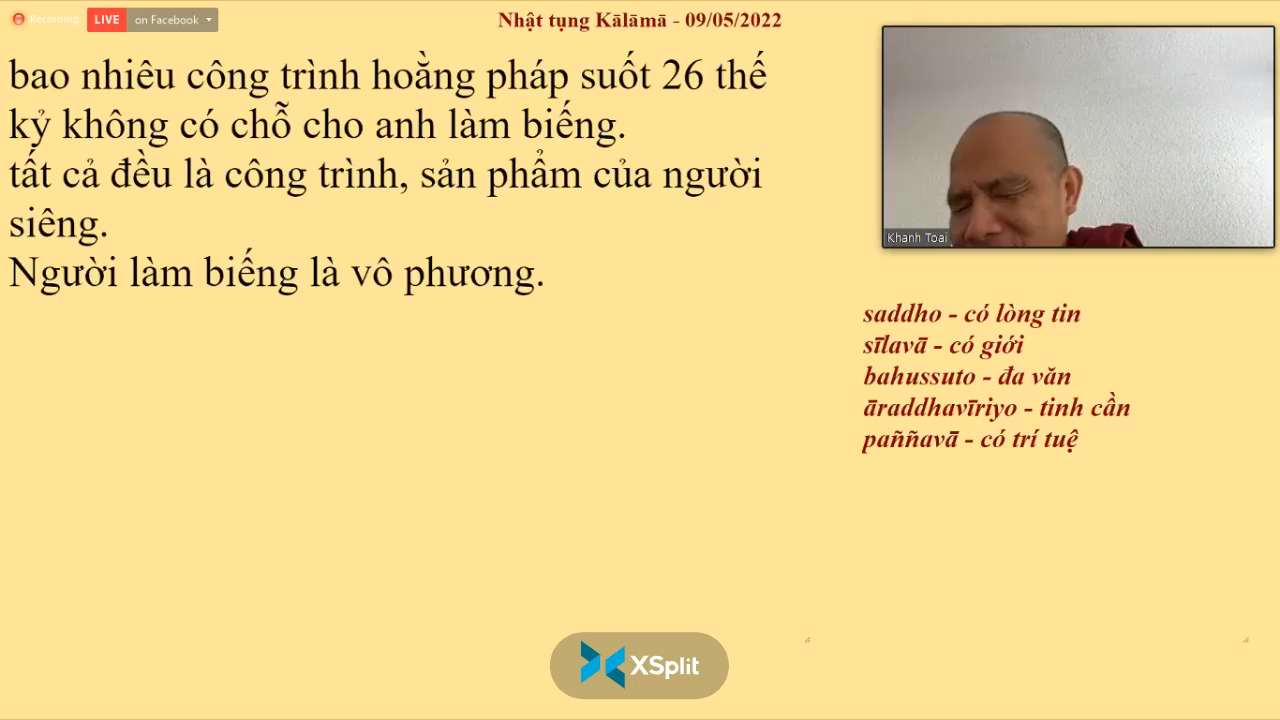 Recording
LIVE on Facebook
Nhật tụng Kālāmā - 09/05/2022
bao nhiêu công trình hoằng pháp suốt 26 thế
kỷ không có chỗ cho anh làm biếng.
tất cả đều là công trình, sản phẩm của người
siêng.
Người làm biếng là vô phương.
Khanh Toai
saddho - có lòng tin
sīlavā - có giới
bahussuto - đa văn
āraddhavīriyo - tinh cần
paññavā - có trí tuệ
XSplit